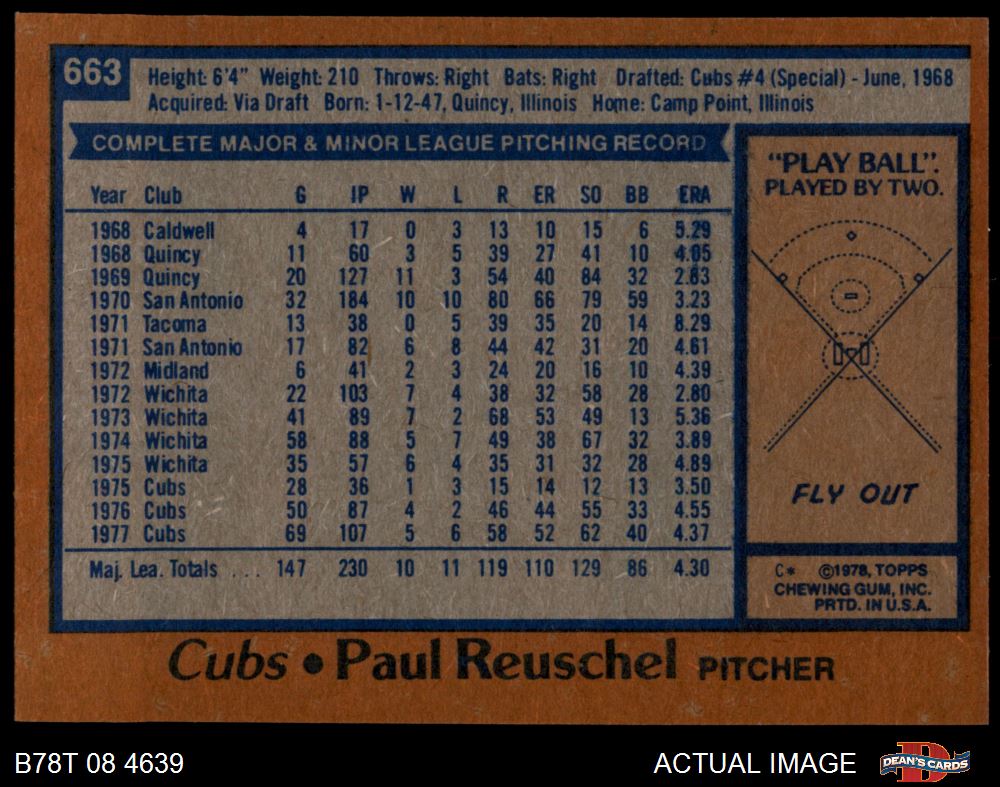 663
Height: 6'4" Weight: 210 Throws: Right Bats: Right Drafted: Cubs #4 (Special) - June, 1968
Acquired: Via Draft Born: 1-12-47, Quincy, Illinois Home: Camp Point, Illinois
COMPLETE MAJOR & MINOR LEAGUE PITCHING RECORD
Year Club G IP W L R ER SO BB ERA
1968 Caldwell 4 17 0 3 13 10 15 6 5.29
1968 Quincy 11 60 3 5 39 27 41 10 4.05
1969 Quincy 20 127 11 3 54 40 84 32 2.83
1970 San Antonio 32 184 10 10 80 66 79 59 3.23
1971 Tacoma 13 38 0 5 39 35 20 14 8.29
1971 San Antonio 17 82 6 8 44 42 31 20 4.61
1972 Midland 6 41 2 3 24 20 16 10 4.39
1972 Wichita 22 103 7 4 38 32 58 28 2.80
1973 Wichita 41 89 7 2 68 53 49 13 5.36
1974 Wichita 58 88 5 7 49 38 67 32 3.89
1975 Wichita 35 57 6 4 35 31 32 28 4.89
1975 Cubs 28 36 1 3 15 14 12 13 3.50
1976 Cubs 50 87 4 2 46 44 55 33 4.55
1977 Cubs 69 107 5 6 58 52 62 40 4.37
Maj. Lea. Totals ... 147 230 10 11 119 110 129 86 4.30
"PLAY BALL".
PLAYED BY TWO.
FLY OUT
C* ©1978, TOPPS
CHEWING GUM, INC.
PRTD. IN U.S.A.
Cubs • Paul Reuschel PITCHER
B78T 08 4639
ACTUAL IMAGE
DEAN'S CARDS